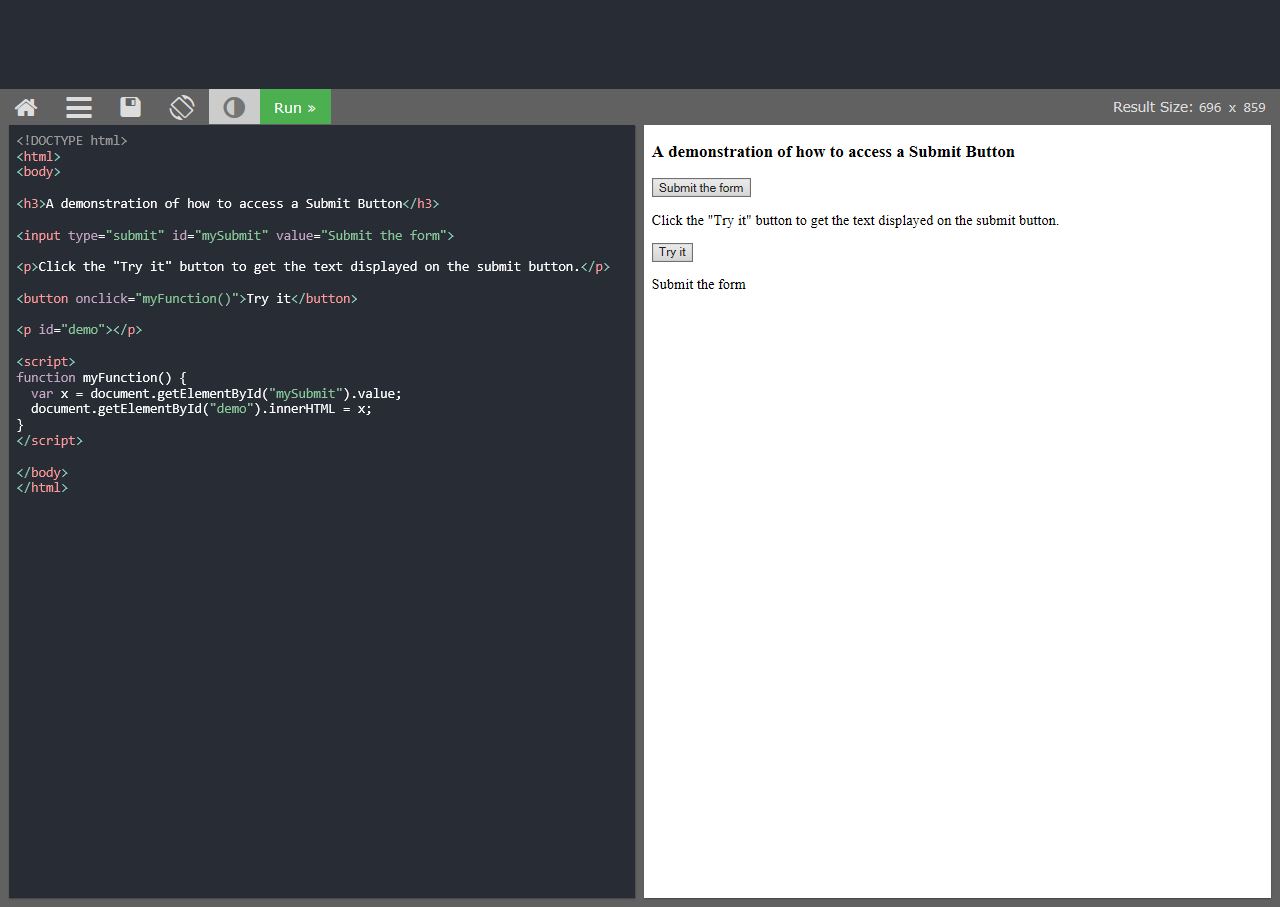 Run »
Result Size: 696 x 859
<!DOCTYPE html>
<html>
<body>
<h3>A demonstration of how to access a Submit Button</h3>
<input type="submit" id="mySubmit" value="Submit the form">
<p>Click the "Try it" button to get the text displayed on the submit button.</p>
<button onclick="myFunction()">Try it</button>
<p id="demo"></p>
<script>
function myFunction() {
  var x = document.getElementById("mySubmit").value;
  document.getElementById("demo").innerHTML = x;
}
</script>
</body>
</html>
A demonstration of how to access a Submit Button
Submit the form
Click the "Try it" button to get the text displayed on the submit button.
Try it
Submit the form